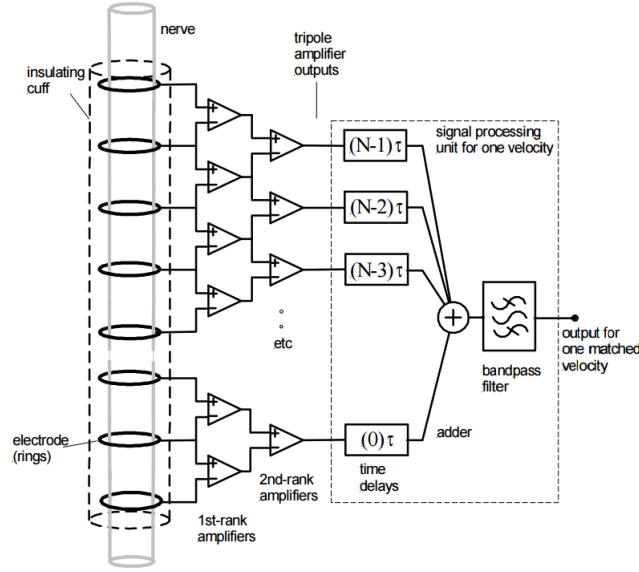 nerve
insulating
cuff
tripole
amplifier
outputs
signal processing
unit for one velocity
(N-1)τ
(N-2)τ
(N-3)τ
etc
output for
one matched
velocity
bandpass
filter
electrode
(rings)
adder
(0)τ
time
delays
2nd-rank
amplifiers
1st-rank
amplifiers